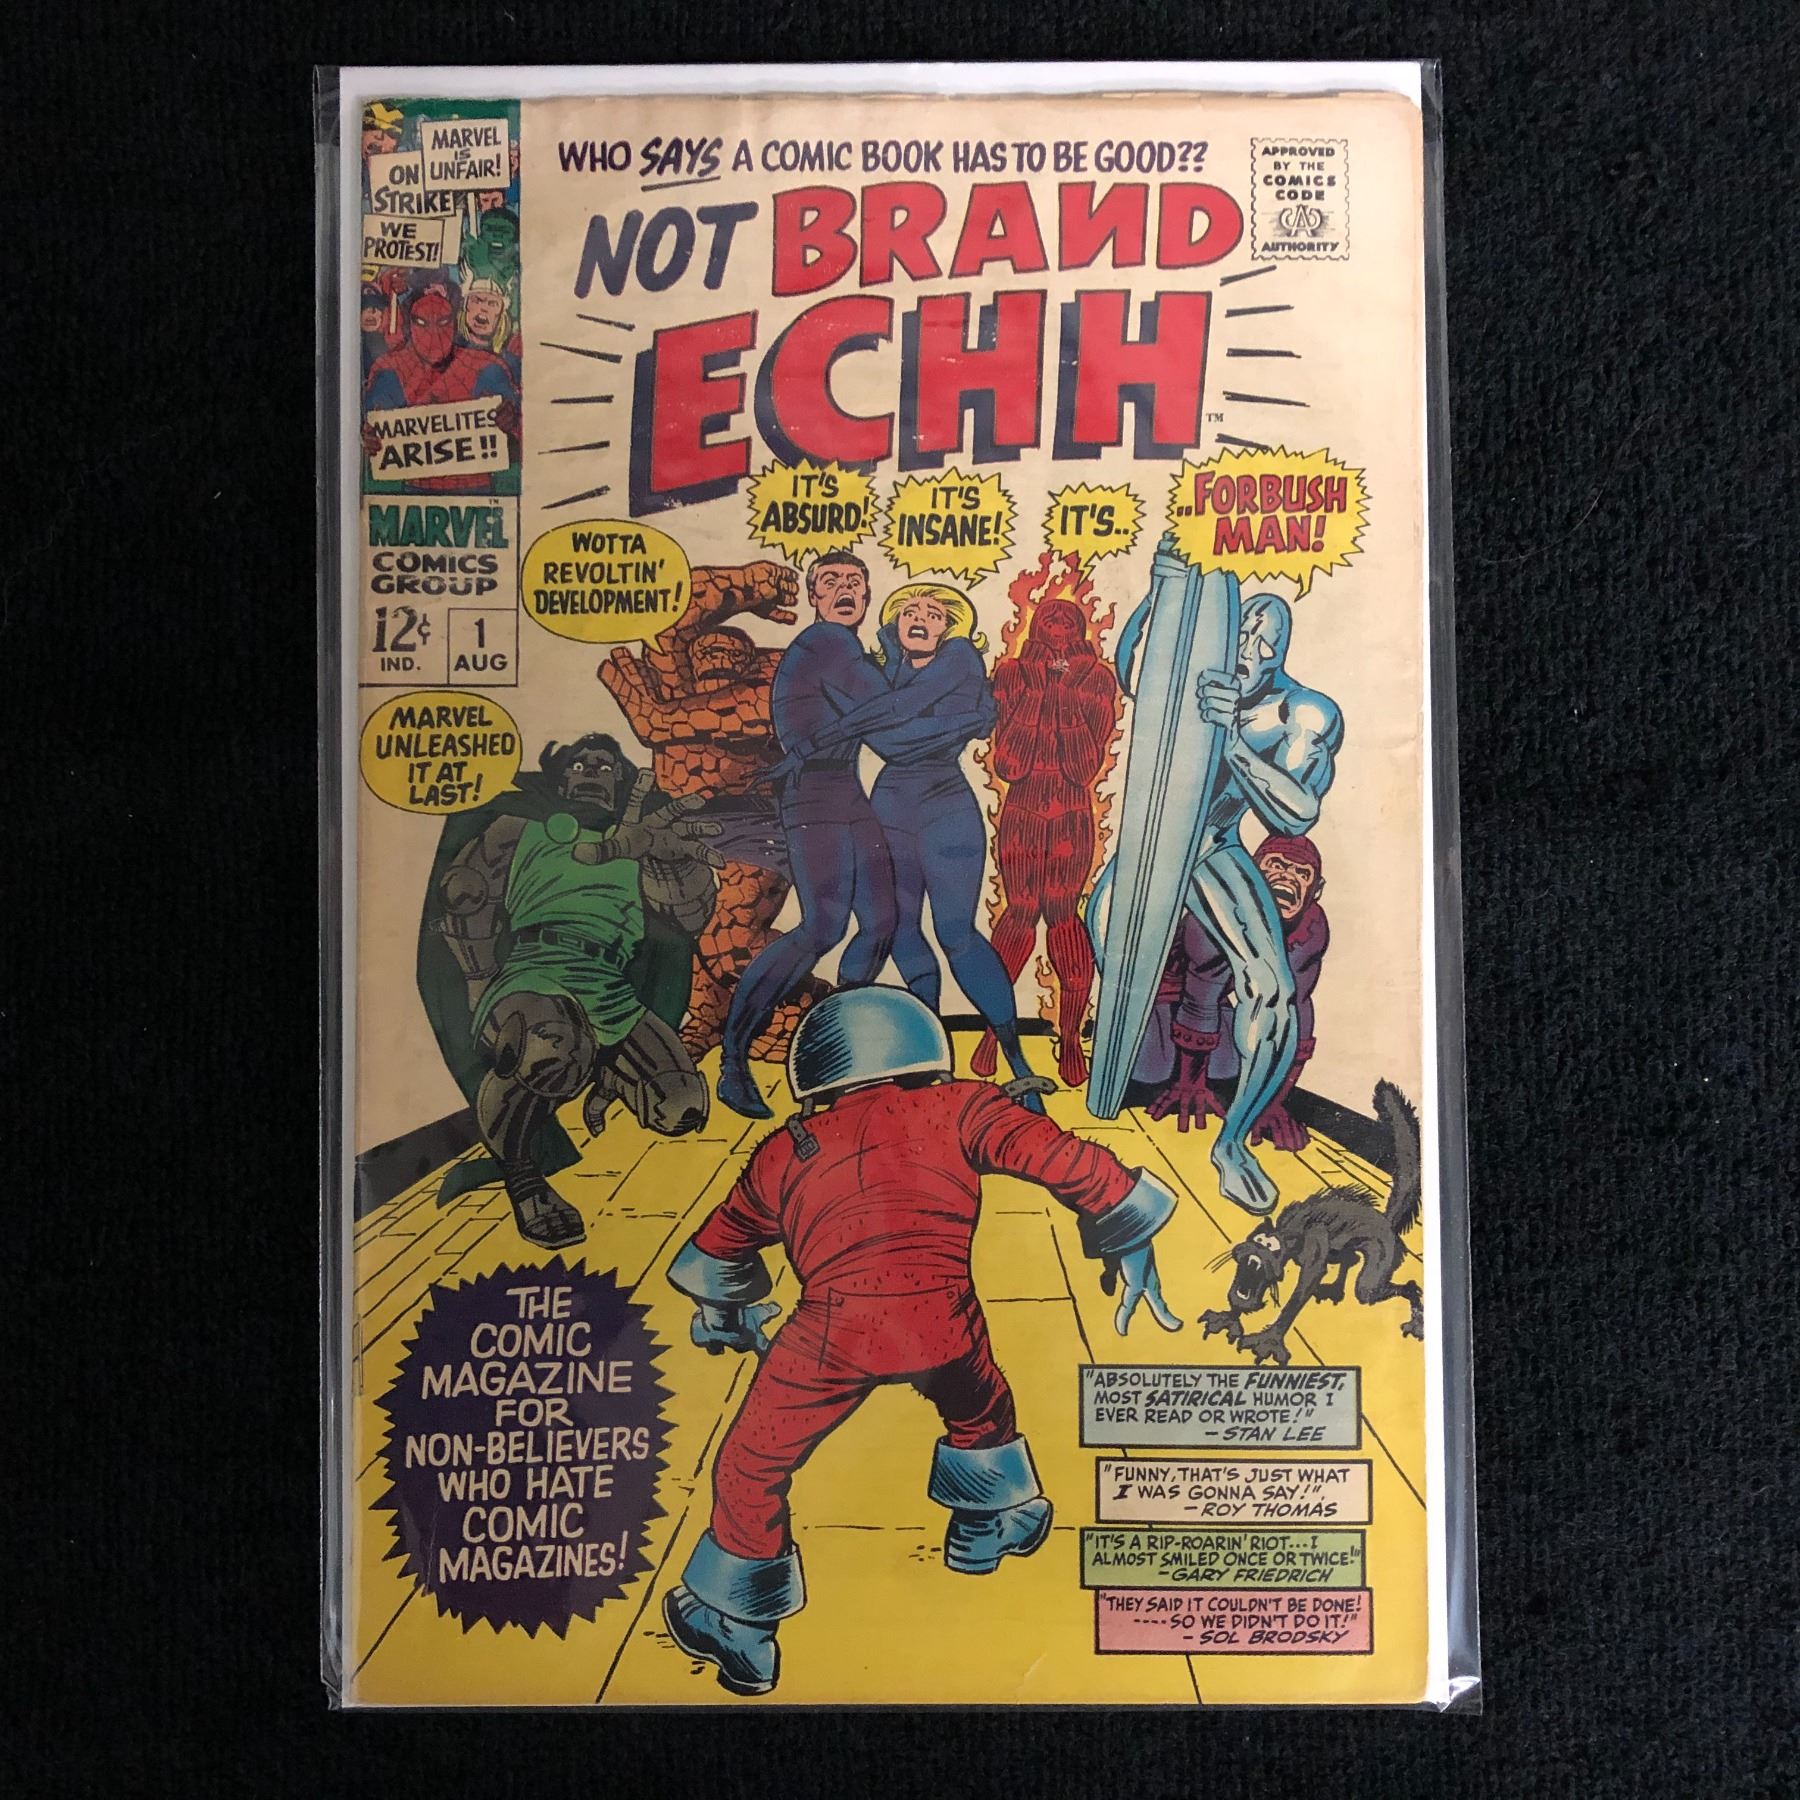 MARVEL
IS
UNFAIR!
ON
STRIKE
WE
PROTEST!
MARVELITES
ARISE!!
MARVEL
COMICS
GROUP
12¢
IND.
1
AUG
WHO SAYS A COMIC BOOK HAS TO BE GOOD??
NOT BRAND
ECHH
TM
APPROVED
BY THE
COMICS
CODE
CA
AUTHORITY
WOTTA
REVOLTIN'
DEVELOPMENT!
IT'S
ABSURD!
IT'S
INSANE!
IT'S..
..FORBUSH
MAN!
MARVEL
UNLEASHED
IT AT
LAST!
THE
COMIC
MAGAZINE
FOR
NON-BELIEVERS
WHO HATE
COMIC
MAGAZINES!
"ABSOLUTELY THE FUNNIEST,
MOST SATIRICAL HUMOR I
EVER READ OR WROTE!"
- STAN LEE
"FUNNY, THAT'S JUST WHAT
I WAS GONNA SAY!",
- ROY THOMAS
"IT'S A RIP-ROARIN' RIOT...I
ALMOST SMILED ONCE OR TWICE!"
- GARY FRIEDRICH
"THEY SAID IT COULDN'T BE DONE!
----SO WE DIDN'T DO IT!"
- SOL BRODSKY